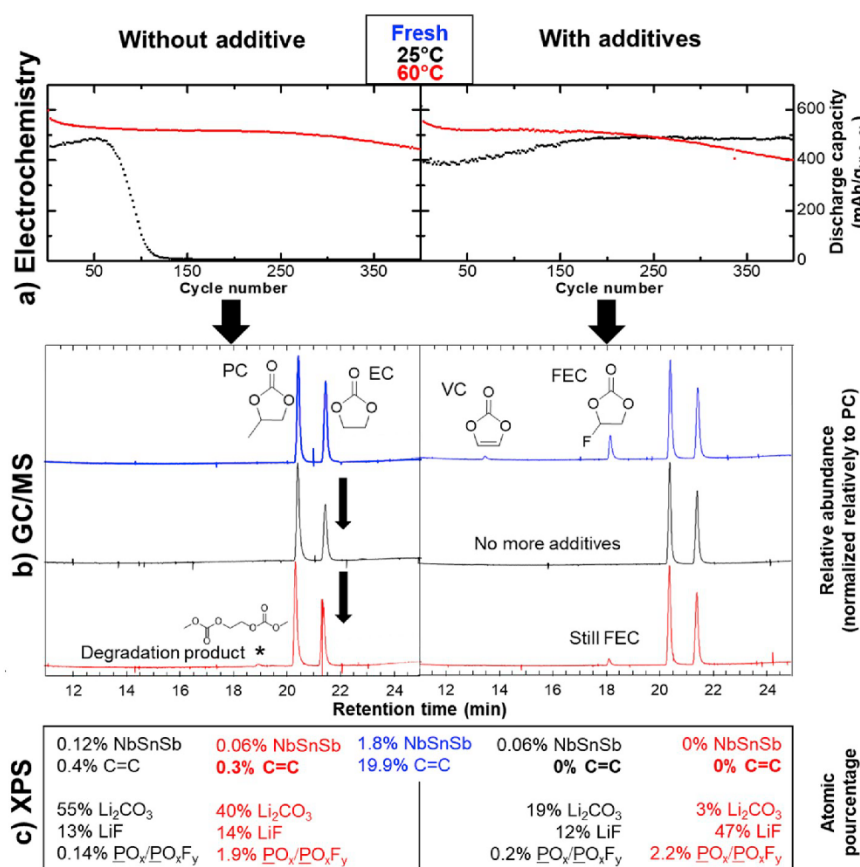 Without additive
Fresh
25°C
60°C
With additives
a) Electrochemistry
600
400
200
0
Discharge capacity
50 150 250 350
Cycle number
50 150 250 350
Cycle number
b) GC/MS
PC
O
O
O
EC
O
O
O
VC
O
O
O
FEC
O
O
O
F
No more additives
O
O
O
O
O
O
Degradation product *
Still FEC
12 14 16 18 20 22 24
12 14 16 18 20 22 24
Retention time (min)
Relative abundance
(normalized relatively to PC)
c) XPS
0.12% NbSnSb
0.4% C=C
55% Li₂CO₃
13% LiF
0.14% POₓ/POₓFᵧ
0.06% NbSnSb
0.3% C=C
40% Li₂CO₃
14% LiF
1.9% POₓ/POₓFᵧ
1.8% NbSnSb
19.9% C=C
0.06% NbSnSb
0% C=C
19% Li₂CO₃
12% LiF
0.2% POₓ/POₓFᵧ
0% NbSnSb
0% C=C
3% Li₂CO₃
47% LiF
2.2% POₓ/POₓFᵧ
Atomic
pourcentage